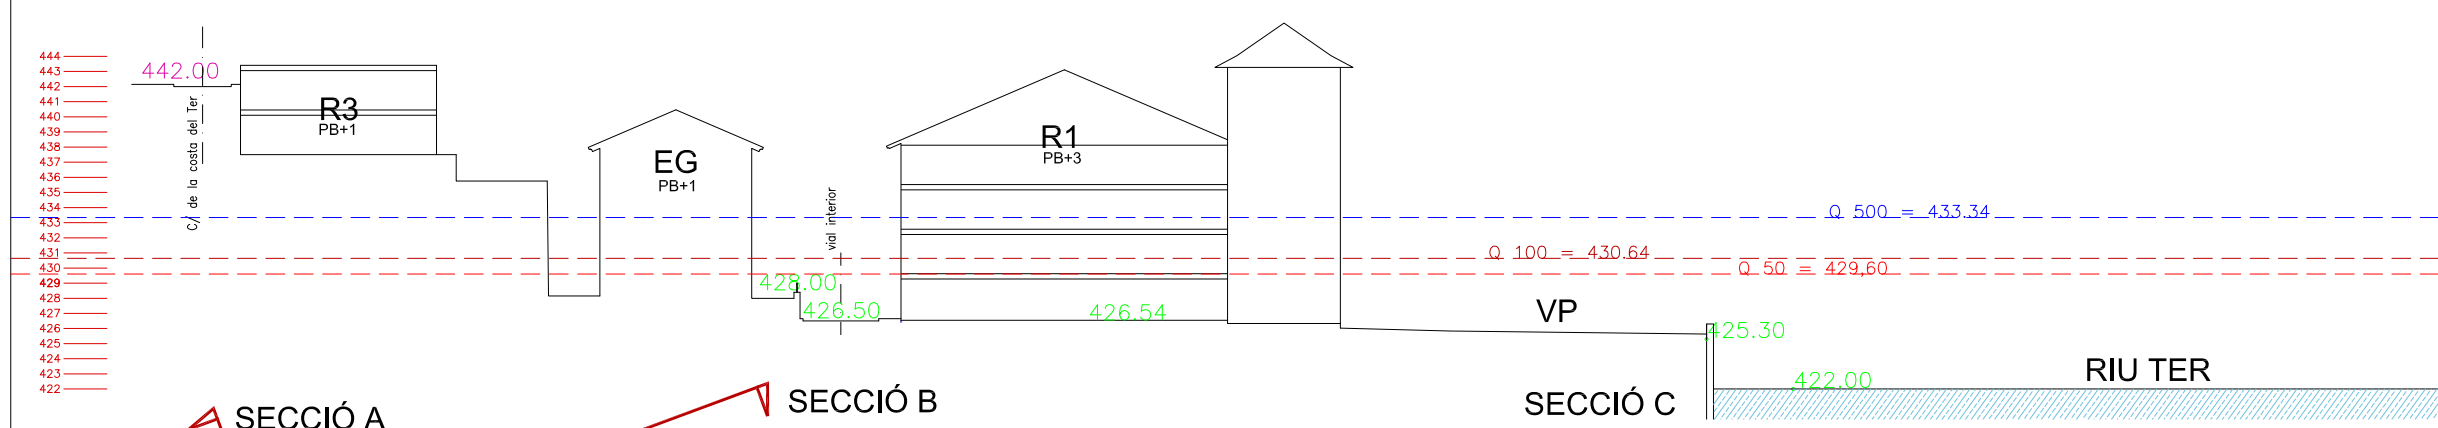 444
443
442
441
440
439
438
437
436
435
434
433
432
431
430
429
428
427
426
425
424
423
422
442.00
C/ de la costa del Ter
R3
PB+1
EG
PB+1
428.00
426.50
vial interior
R1
PB+3
426.54
Q 500 = 433.34
Q 100 = 430.64
Q 50 = 429,60
VP
425.30
422.00
RIU TER
SECCIÓ A
SECCIÓ B
SECCIÓ C